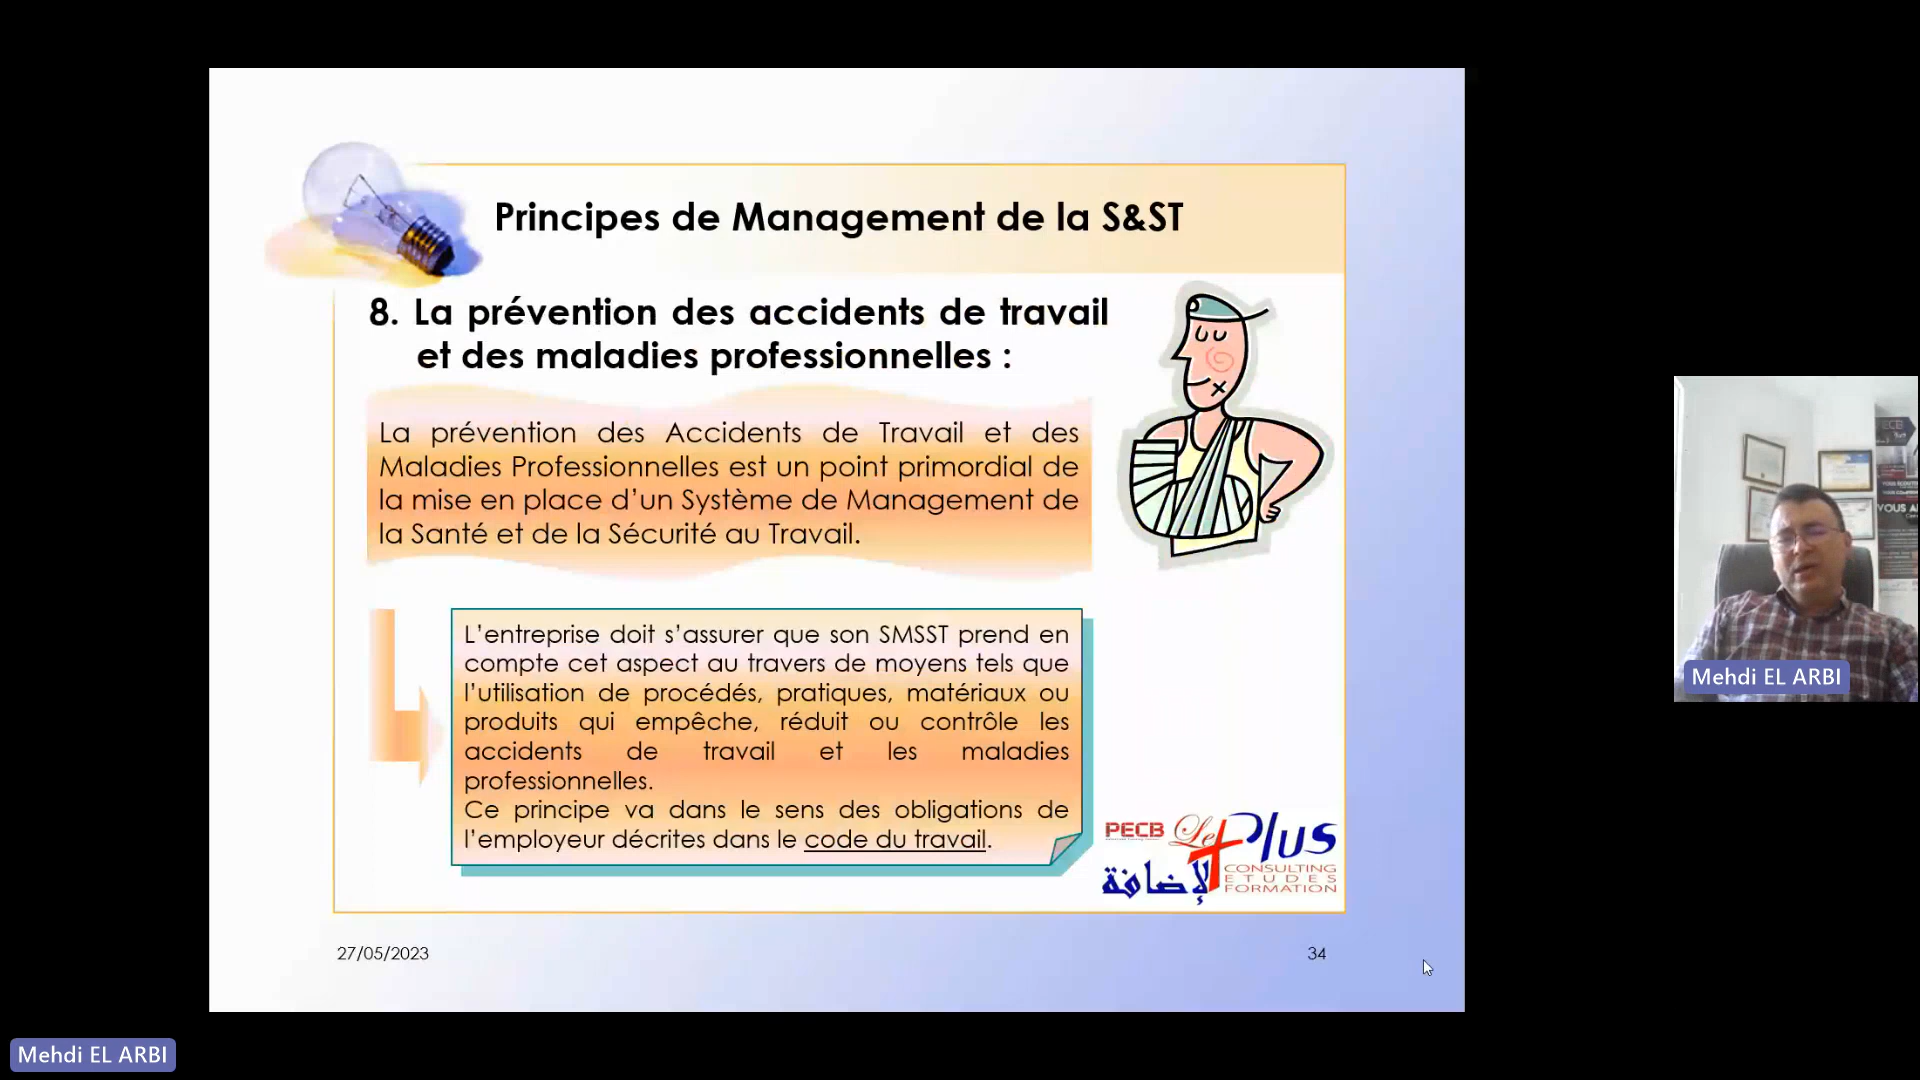 Principes de Management de la S&ST
8. La prévention des accidents de travail
et des maladies professionnelles :
La prévention des Accidents de Travail et des
Maladies Professionnelles est un point primordial de
la mise en place d’un Système de Management de
la Santé et de la Sécurité au Travail.
L’entreprise doit s’assurer que son SMSST prend en
compte cet aspect au travers de moyens tels que
l’utilisation de procédés, pratiques, matériaux ou
produits qui empêche, réduit ou contrôle les
accidents de travail et les maladies
professionnelles.
Ce principe va dans le sens des obligations de
l’employeur décrites dans le code du travail.
PECB Le Plus
الإضافة
CONSULTING
ETUDES
FORMATION
27/05/2023
34
VOUS A
Mehdi EL ARBI
Mehdi EL ARBI